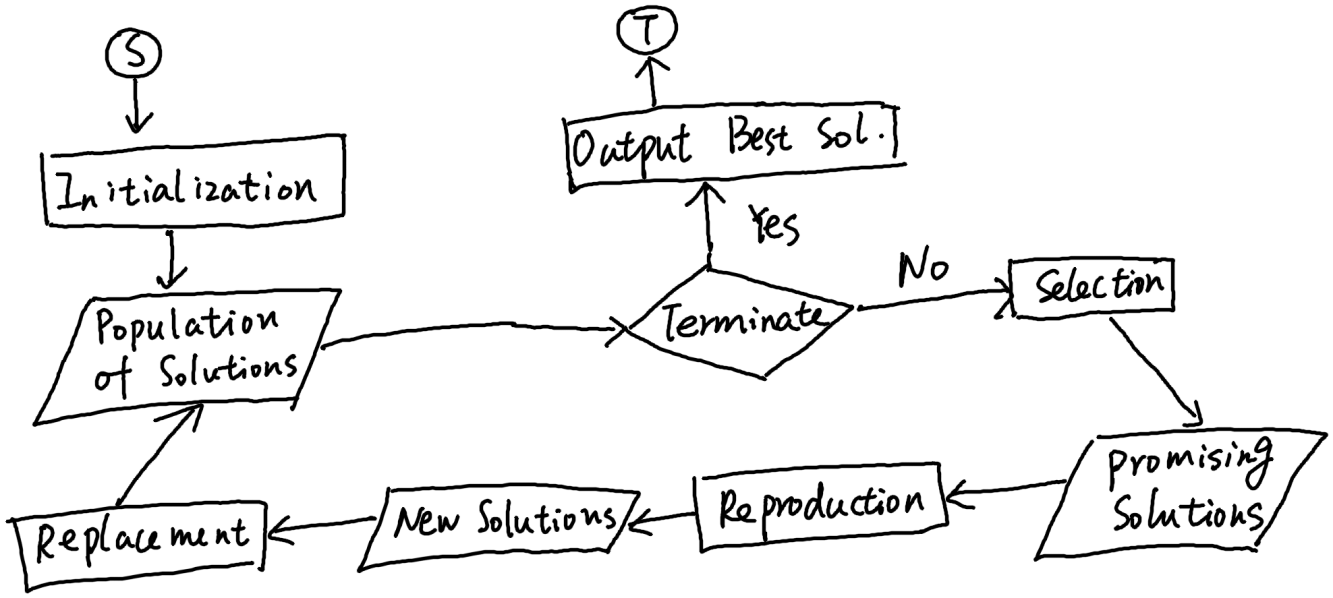 S
T
Initialization
Output Best Sol.
Yes
No
Population
of Solutions
Terminate
Selection
Promising
Solutions
Reproduction
New Solutions
Replacement